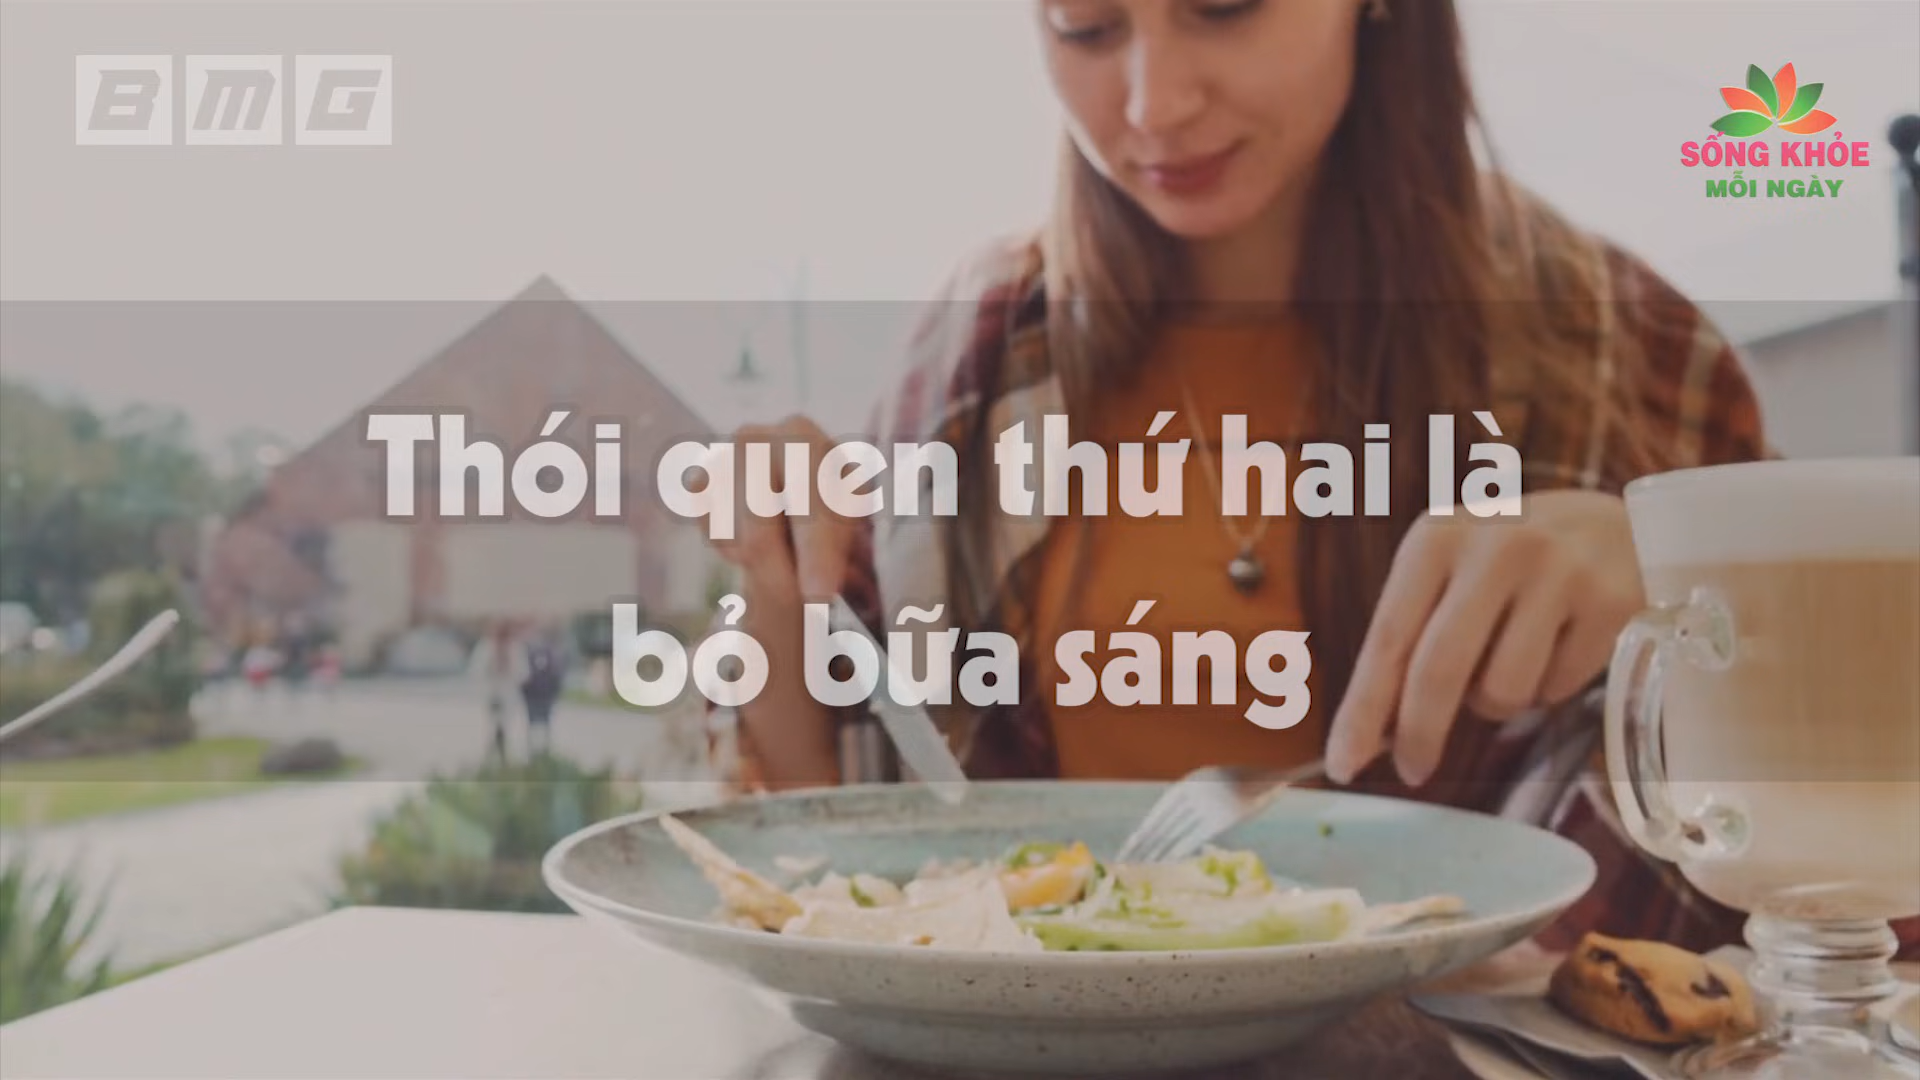 BMG
SỐNG KHỎE
MỖI NGÀY
Thói quen thứ hai là
bỏ bữa sáng